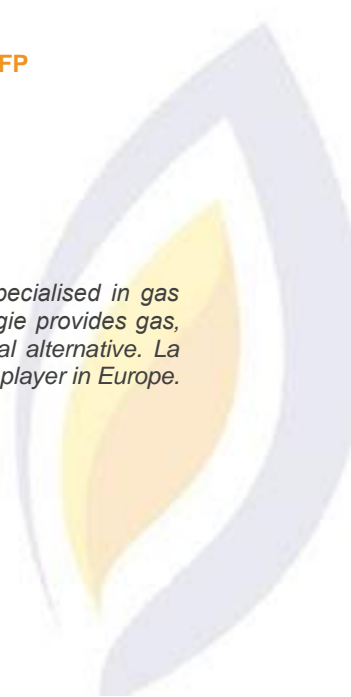 FP
pecialised in gas
gie provides gas,
al alternative. La
player in Europe.